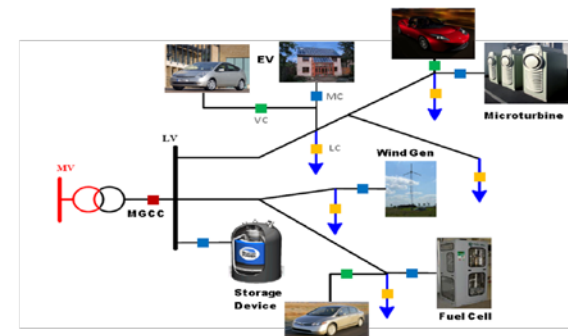 EV
MC
VC
Microturbine
LV
LC
Wind Gen
MV
MGCC
Storage
Device
Fuel Cell